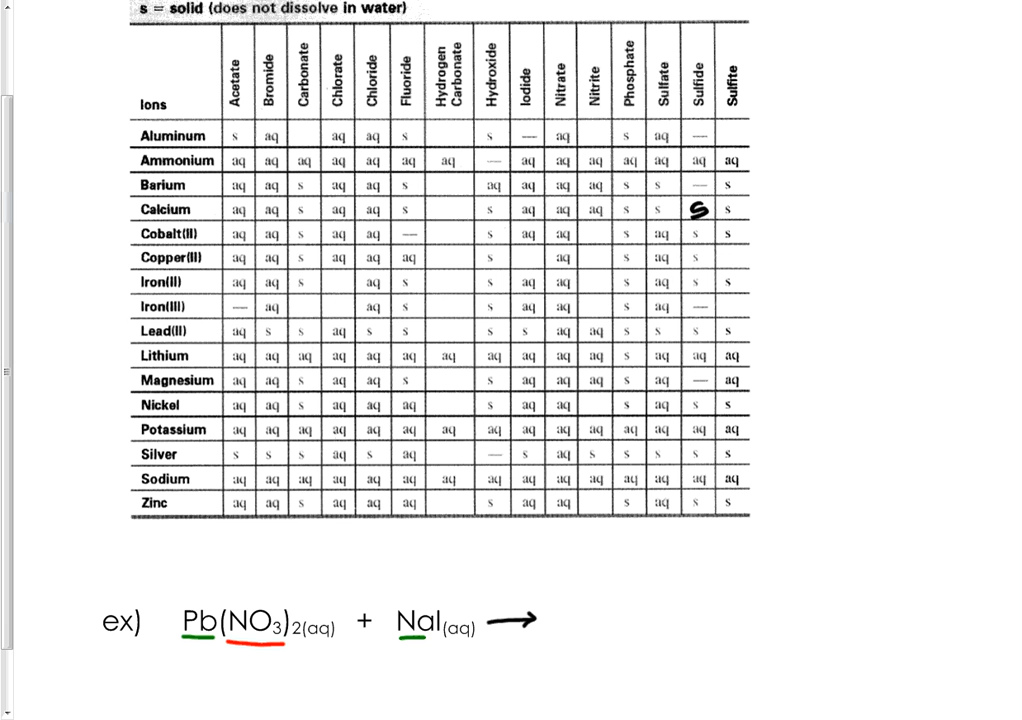 s = solid (does not dissolve in water)
Ions Acetate Bromide Carbonate Chlorate Chloride Fluoride Hydrogen Carbonate Hydroxide Iodide Nitrate Nitrite Phosphate Sulfate Sulfide Sulfite
Aluminum s aq aq aq s s — aq s aq —
Ammonium aq aq aq aq aq aq aq — aq aq aq aq aq aq aq
Barium aq aq s aq aq s aq aq aq aq s s — s
Calcium aq aq s aq aq s s aq aq aq s s S s
Cobalt(II) aq aq s aq aq — s aq aq s aq s s
Copper(II) aq aq s aq aq aq s aq s aq s
Iron(II) aq aq s aq s s aq aq s aq s s
Iron(III) — aq aq s s aq aq s aq —
Lead(II) aq s s aq s s s s aq aq s s s s
Lithium aq aq aq aq aq aq aq aq aq aq aq s aq aq aq
Magnesium aq aq s aq aq s s aq aq aq s aq — aq
Nickel aq aq s aq aq aq s aq aq s aq s s
Potassium aq aq aq aq aq aq aq aq aq aq aq aq aq aq aq
Silver s s s aq s aq — s aq s s s s s
Sodium aq aq aq aq aq aq aq aq aq aq aq aq aq aq aq
Zinc aq aq s aq aq aq s aq aq s aq s s
ex) Pb(NO3)2(aq) + NaI(aq) →